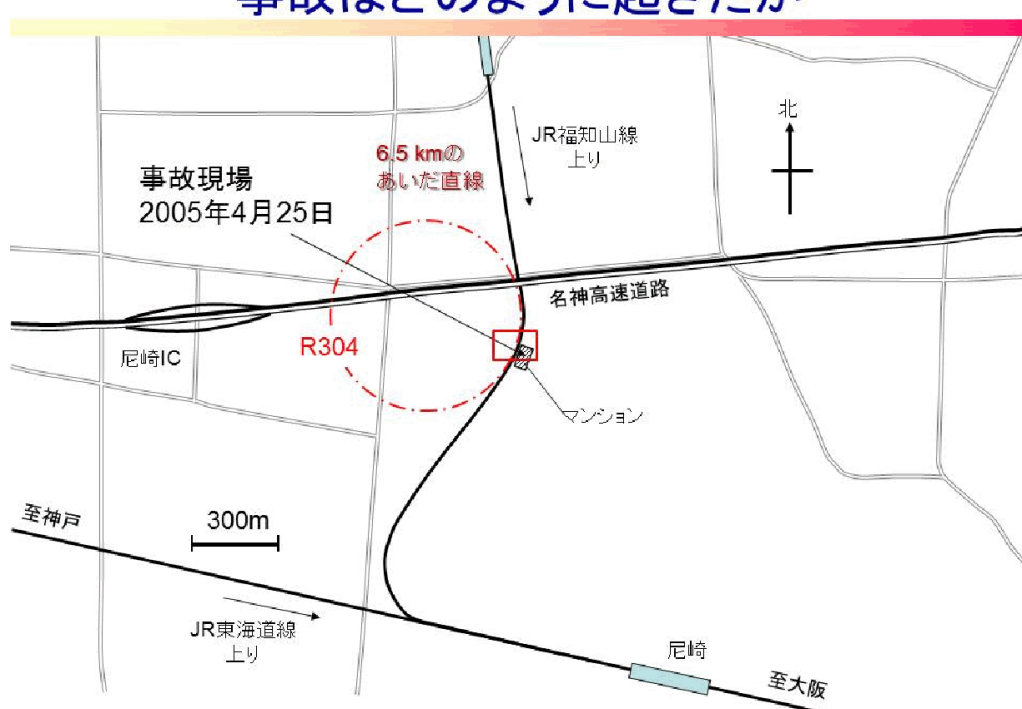 事故はどのように起きたか
北
JR福知山線
上り
6.5 kmの
あいだ直線
事故現場
2005年4月25日
名神高速道路
R304
尼崎IC
マンション
至神戸
300m
JR東海道線
上り
尼崎
至大阪